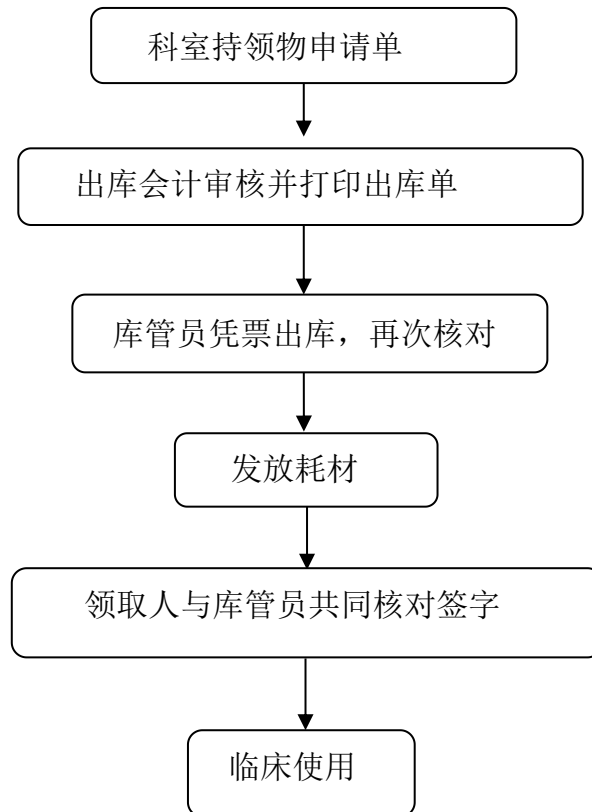 科室持领物申请单
出库会计审核并打印出库单
库管员凭票出库，再次核对
发放耗材
领取人与库管员共同核对签字
临床使用